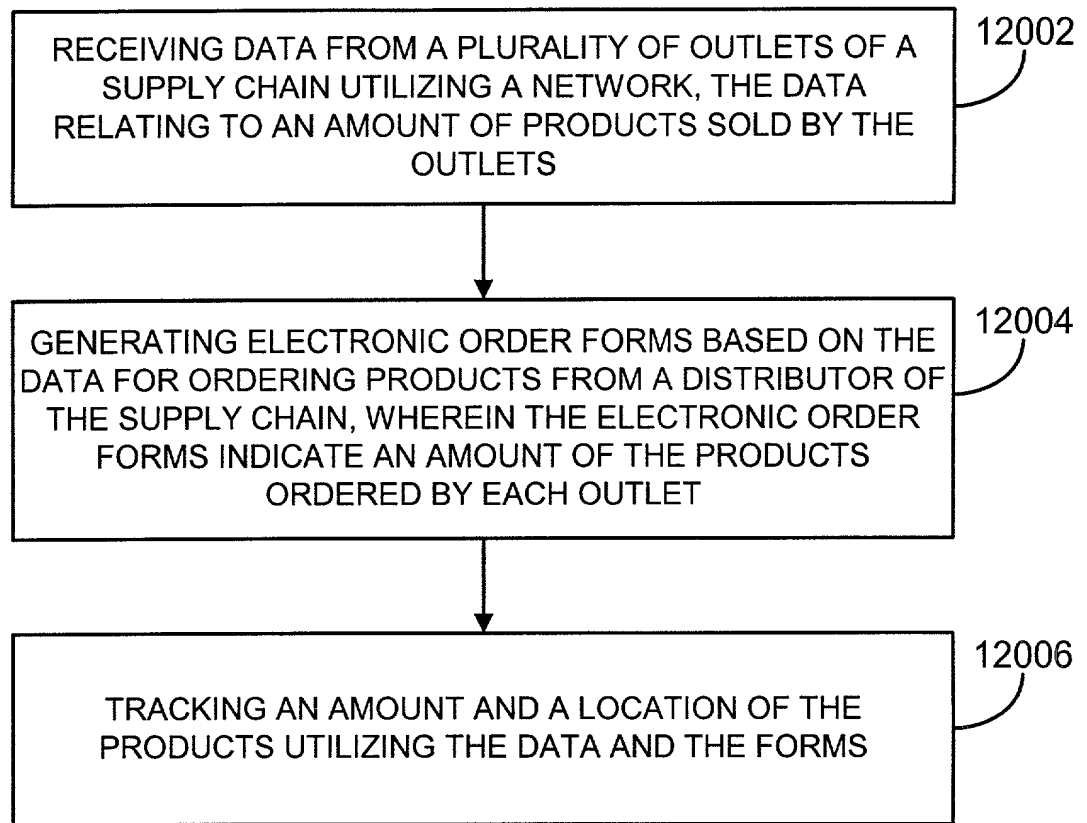 RECEIVING DATA FROM A PLURALITY OF OUTLETS OF A
SUPPLY CHAIN UTILIZING A NETWORK, THE DATA
RELATING TO AN AMOUNT OF PRODUCTS SOLD BY THE
OUTLETS
12002
GENERATING ELECTRONIC ORDER FORMS BASED ON THE
DATA FOR ORDERING PRODUCTS FROM A DISTRIBUTOR OF
THE SUPPLY CHAIN, WHEREIN THE ELECTRONIC ORDER
FORMS INDICATE AN AMOUNT OF THE PRODUCTS
ORDERED BY EACH OUTLET
12004
TRACKING AN AMOUNT AND A LOCATION OF THE
PRODUCTS UTILIZING THE DATA AND THE FORMS
12006